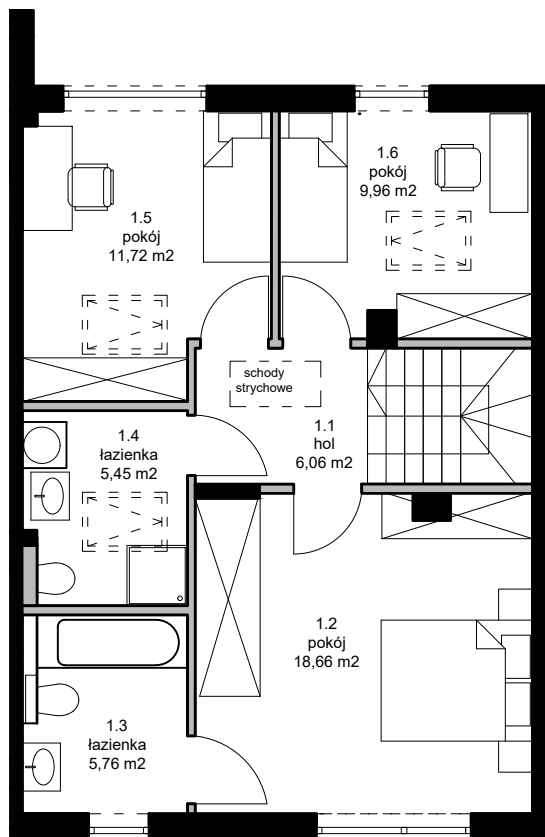 1.5
pokój
11,72 m2
1.6
pokój
9,96 m2
schody
strychowe
1.1
hol
6,06 m2
1.4
łazienka
5,45 m2
1.2
pokój
18,66 m2
1.3
łazienka
5,76 m2